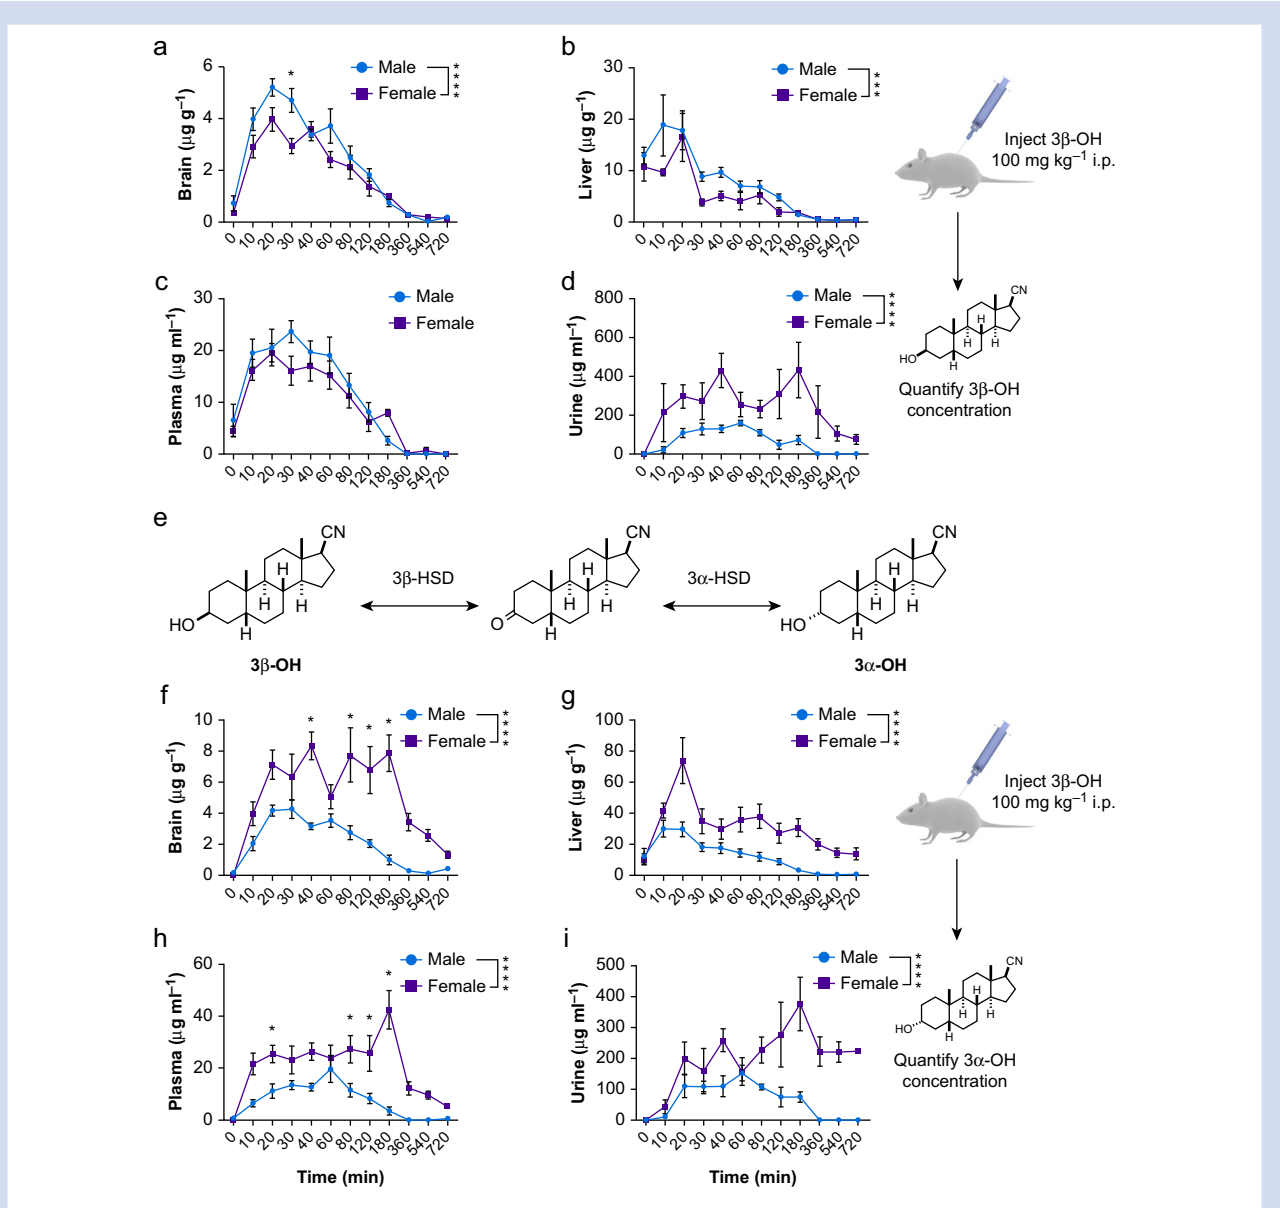 a
Brain (μg g⁻¹)
6
4
2
0
*
Male
Female
****
0 10 20 30 40 60 80 120 180 360 540 720
b
Liver (μg g⁻¹)
30
20
10
0
Male
Female
***
0 10 20 30 40 60 80 120 180 360 540 720
Inject 3β-OH
100 mg kg⁻¹ i.p.
c
Plasma (μg ml⁻¹)
30
20
10
0
Male
Female
0 10 20 30 40 60 80 120 180 360 540 720
d
Urine (μg ml⁻¹)
800
600
400
200
0
Male
Female
****
0 10 20 30 40 60 80 120 180 360 540 720
CN
H
H
H
HO
H
Quantify 3β-OH
concentration
e
CN
H
H
H
HO
H
3β-OH
3β-HSD
CN
H
H
H
O
H
3α-HSD
CN
H
H
H
HO
H
3α-OH
f
Brain (μg g⁻¹)
10
8
6
4
2
0
* * * *
Male
Female
****
0 10 20 30 40 60 80 120 180 360 540 720
g
Liver (μg g⁻¹)
100
80
60
40
20
0
Male
Female
****
0 10 20 30 40 60 80 120 180 360 540 720
Inject 3β-OH
100 mg kg⁻¹ i.p.
h
Plasma (μg ml⁻¹)
60
40
20
0
* * * *
Male
Female
****
0 10 20 30 40 60 80 120 180 360 540 720
Time (min)
i
Urine (μg ml⁻¹)
500
400
300
200
100
0
Male
Female
****
0 10 20 30 40 60 80 120 180 360 540 720
Time (min)
CN
H
H
H
HO
H
Quantify 3α-OH
concentration